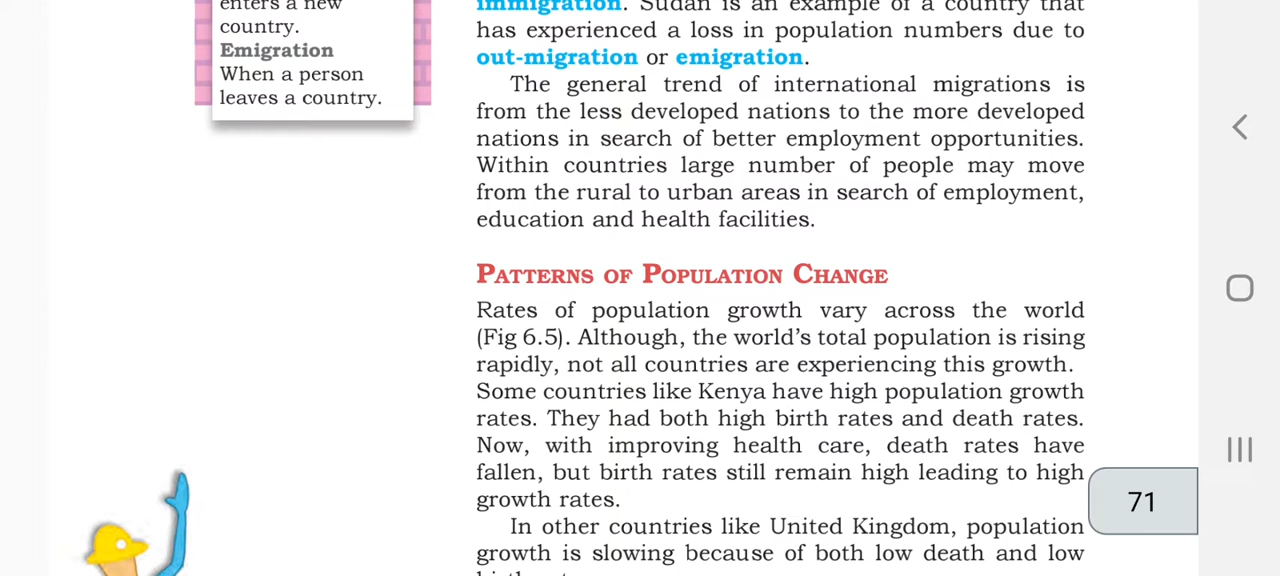 enters a new
country.
Emigration
When a person
leaves a country.
immigration. Sudan is an example of a country that
has experienced a loss in population numbers due to
out-migration or emigration.
The general trend of international migrations is
from the less developed nations to the more developed
nations in search of better employment opportunities.
Within countries large number of people may move
from the rural to urban areas in search of employment,
education and health facilities.
PATTERNS OF POPULATION CHANGE
Rates of population growth vary across the world
(Fig 6.5). Although, the world's total population is rising
rapidly, not all countries are experiencing this growth.
Some countries like Kenya have high population growth
rates. They had both high birth rates and death rates.
Now, with improving health care, death rates have
fallen, but birth rates still remain high leading to high
growth rates.
In other countries like United Kingdom, population
growth is slowing because of both low death and low
71